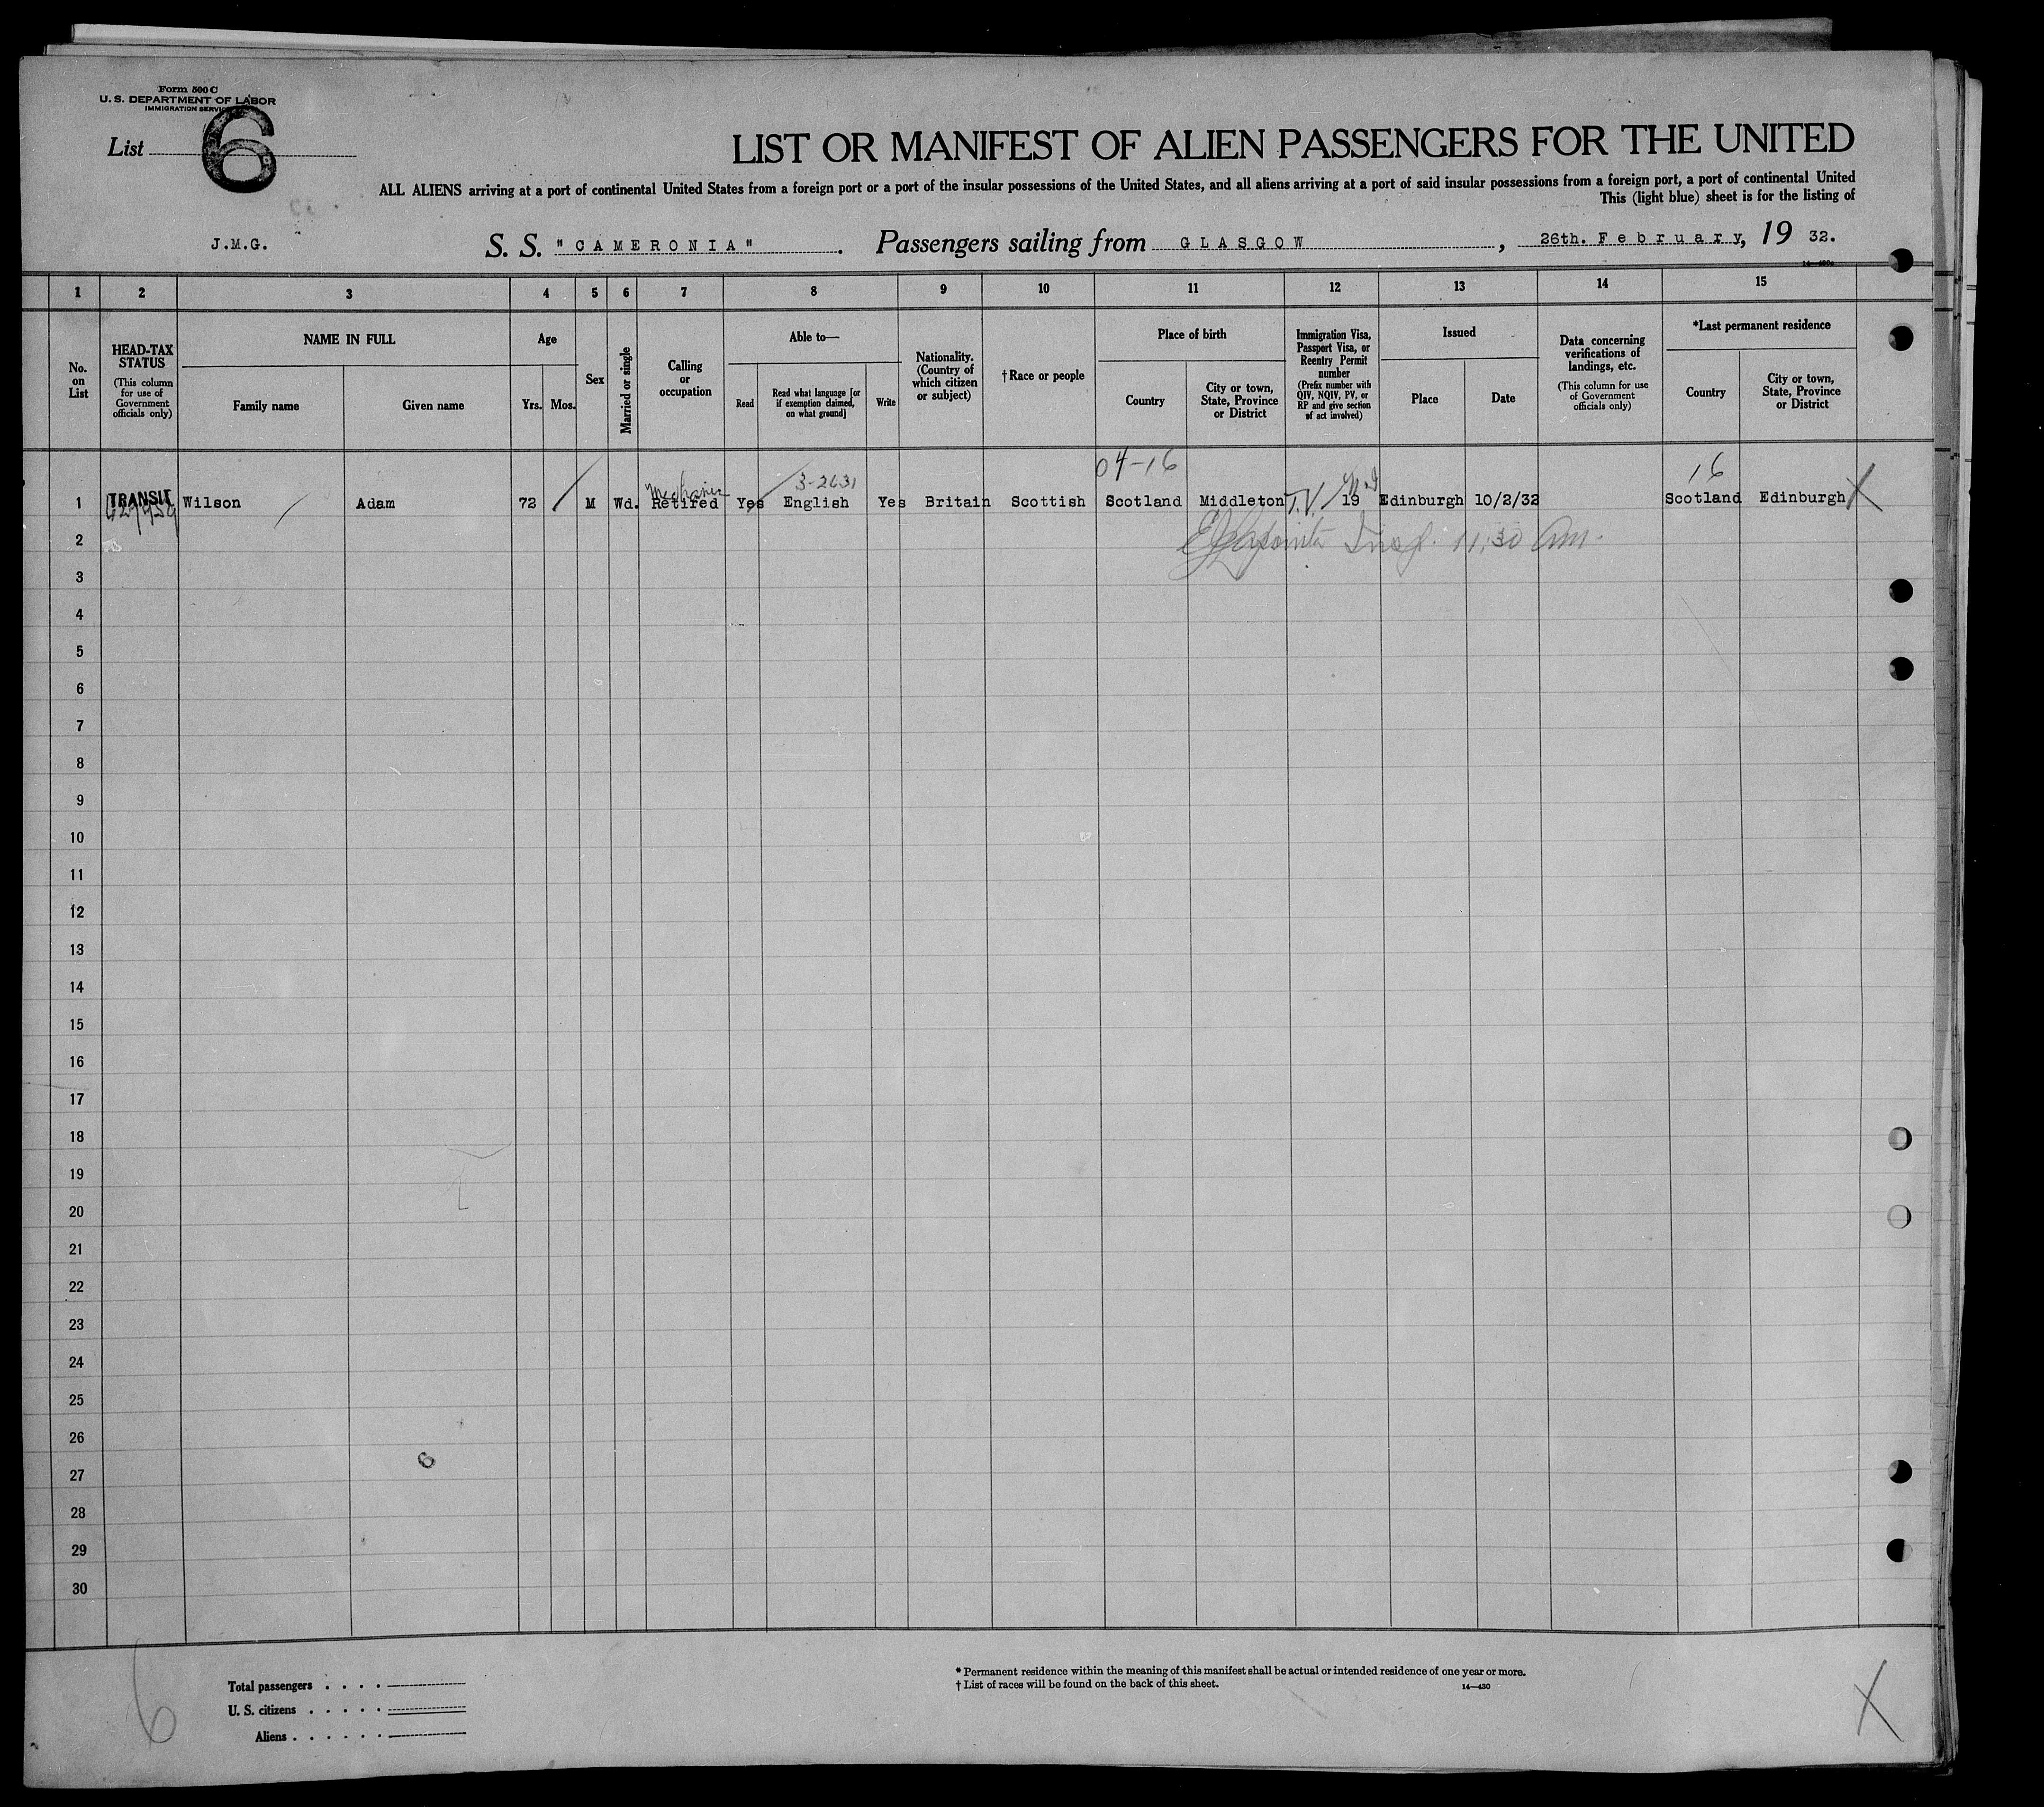 Form 500 C
U. S. DEPARTMENT OF LABOR
IMMIGRATION SERVICE
List 6
LIST OR MANIFEST OF ALIEN PASSENGERS FOR THE UNITED
ALL ALIENS arriving at a port of continental United States from a foreign port or a port of the insular possessions of the United States, and all aliens arriving at a port of said insular possessions from a foreign port, a port of continental United
This (light blue) sheet is for the listing of
J.M.G. S. S. "CAMERONIA". Passengers sailing from GLASGOW, 26th. February, 19 32.
1 2 3 4 5 6 7 8 9 10 11 12 13 14 15
No. on List
HEAD-TAX STATUS (This column for use of Government officials only)
NAME IN FULL
Family name
Given name
Age
Yrs. Mos.
Sex
Married or single
Calling or occupation
Able to—
Read
Read what language [or if exemption claimed, on what ground]
Write
Nationality. (Country of which citizen or subject)
†Race or people
Place of birth
Country
City or town, State, Province or District
Immigration Visa, Passport Visa, or Reentry Permit number (Prefix number with QIV, NQIV, PV, or RP and give section of act involved)
Issued
Place
Date
Data concerning verifications of landings, etc. (This column for use of Government officials only)
*Last permanent residence
Country
City or town, State, Province or District
04-16
16
3-2631
Mechanic
1 TRANSIT Wilson Adam 72 M Wd. Retired Yes English Yes Britain Scottish Scotland Middleton T.V. 19 Edinburgh 10/2/32 Scotland Edinburgh X
2 Insp. 11:30 Am.
3
4
5
6
7
8
9
10
11
12
13
14
15
16
17
18
19
20
21
22
23
24
25
26
27
28
29
30
6
Total passengers . . . .
U. S. citizens . . . . .
Aliens . . . . . .
* Permanent residence within the meaning of this manifest shall be actual or intended residence of one year or more.
† List of races will be found on the back of this sheet.
14—430
X